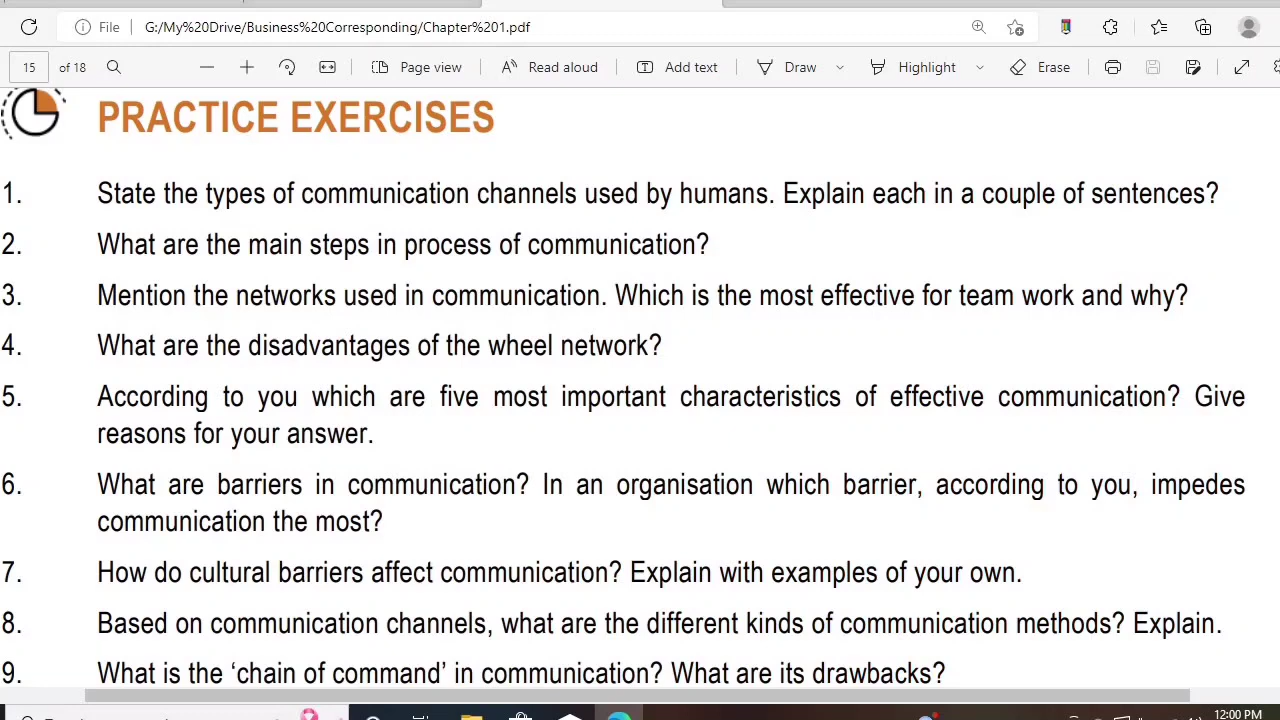 File G:/My%20Drive/Business%20Corresponding/Chapter%201.pdf
15 of 18 Page view Read aloud Add text Draw Highlight Erase
PRACTICE EXERCISES
1. State the types of communication channels used by humans. Explain each in a couple of sentences?
2. What are the main steps in process of communication?
3. Mention the networks used in communication. Which is the most effective for team work and why?
4. What are the disadvantages of the wheel network?
5. According to you which are five most important characteristics of effective communication? Give
reasons for your answer.
6. What are barriers in communication? In an organisation which barrier, according to you, impedes
communication the most?
7. How do cultural barriers affect communication? Explain with examples of your own.
8. Based on communication channels, what are the different kinds of communication methods? Explain.
9. What is the ‘chain of command’ in communication? What are its drawbacks?
12:00 PM